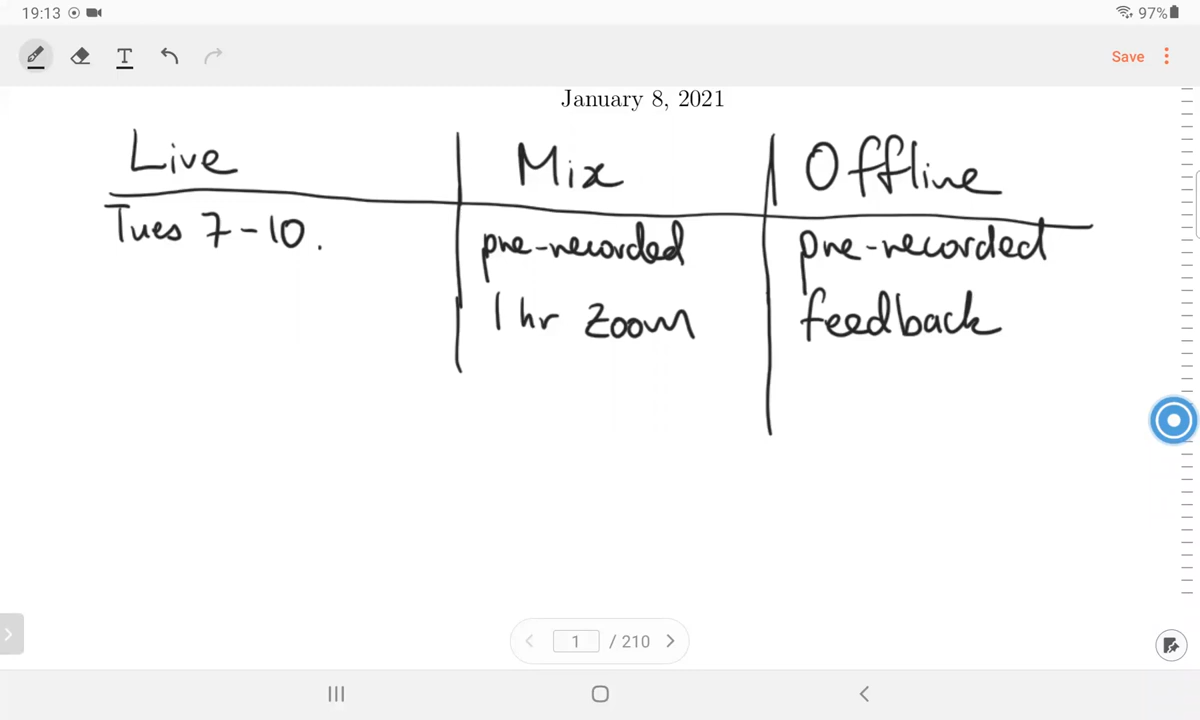 19:13
97%
T
Save
January 8, 2021
Live Mix Offline
Tues 7-10. pre-recorded pre-recorded
1 hr Zoom feedback
1 / 210